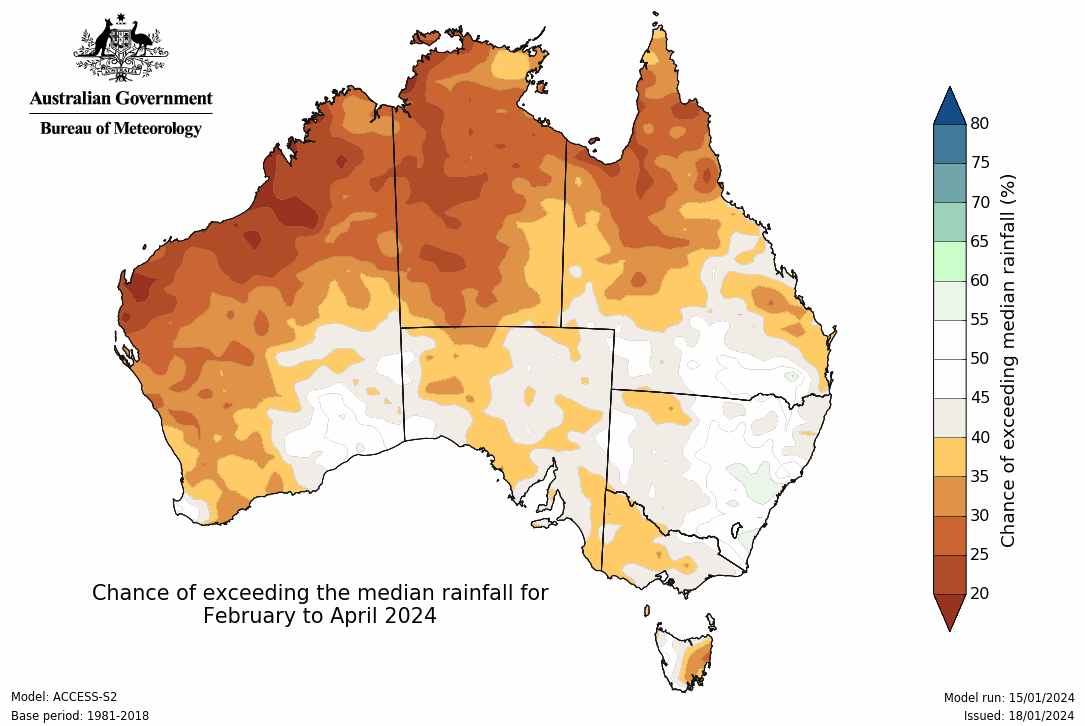 Australian Government
Bureau of Meteorology
80
75
70
65
60
55
50
45
40
35
30
25
20
Chance of exceeding median rainfall (%)
Chance of exceeding the median rainfall for
February to April 2024
Model: ACCESS-S2
Base period: 1981-2018
Model run: 15/01/2024
Issued: 18/01/2024